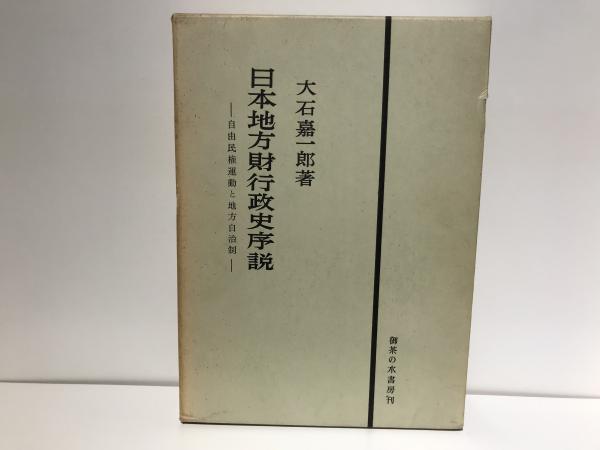 大石嘉一郎著
日本地方財行政史序説
―自由民権運動と地方自治制―
御茶の水書房刊